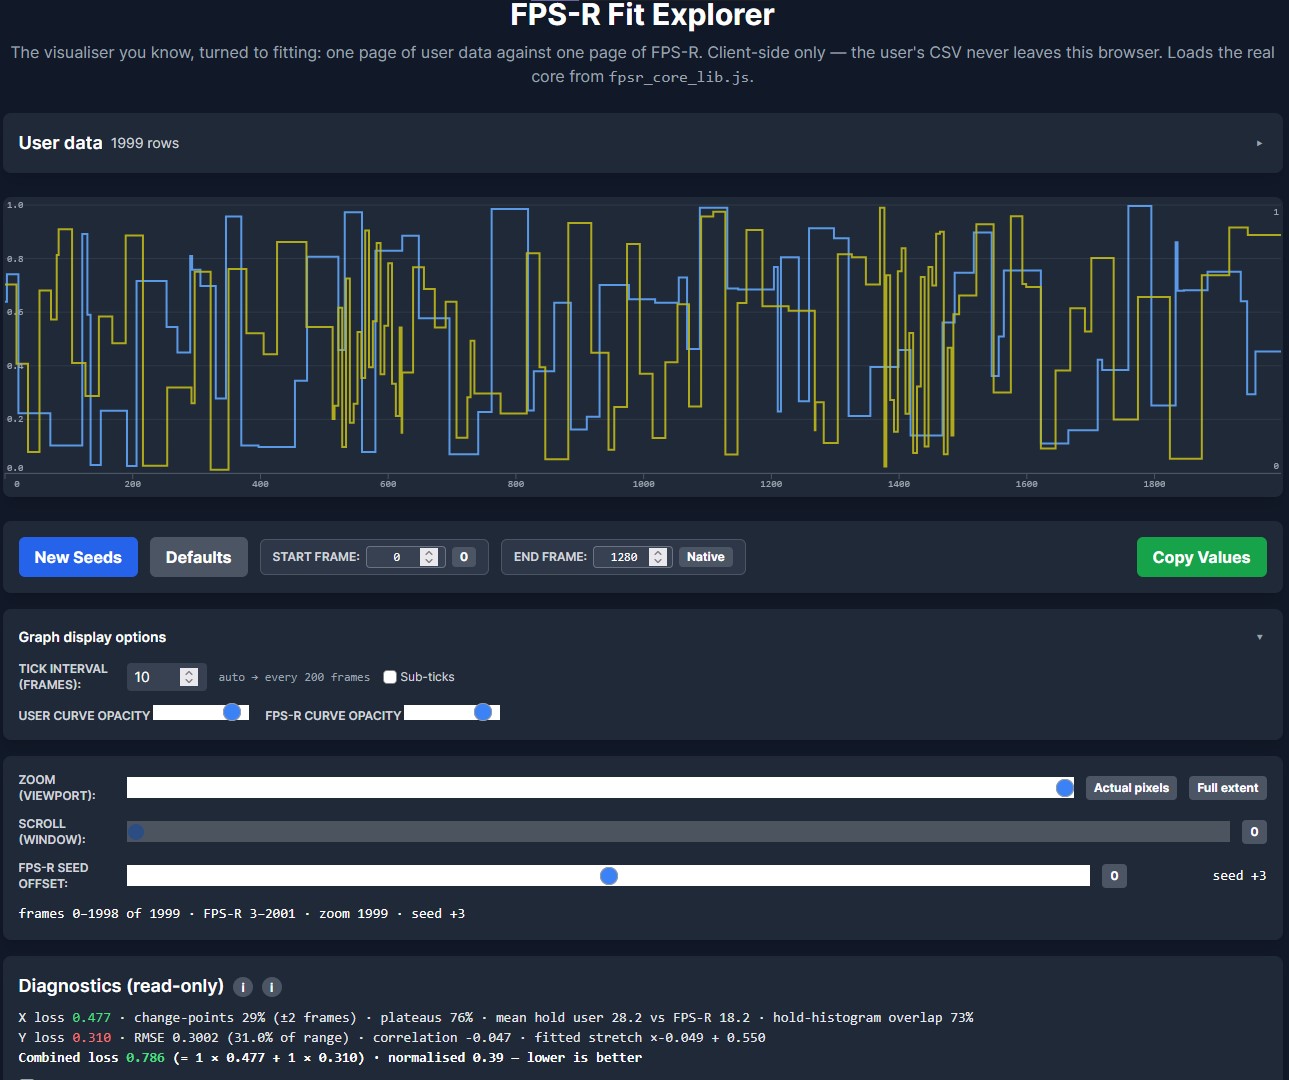 FPS-R Fit Explorer
The visualiser you know, turned to fitting: one page of user data against one page of FPS-R. Client-side only — the user's CSV never leaves this browser. Loads the real
core from fpsr_core_lib.js.
User data 1999 rows
1.0
1
0.8
0.6
0.4
0.2
0.0
0
0 200 400 600 800 1000 1200 1400 1600 1800
New Seeds Defaults START FRAME: 0 0 END FRAME: 1280 Native Copy Values
Graph display options
TICK INTERVAL
(FRAMES):
10 auto → every 200 frames Sub-ticks
USER CURVE OPACITY FPS-R CURVE OPACITY
ZOOM
(VIEWPORT):
Actual pixels Full extent
SCROLL
(WINDOW):
0
FPS-R SEED
OFFSET:
0 seed +3
frames 0–1998 of 1999 · FPS-R 3–2001 · zoom 1999 · seed +3
Diagnostics (read-only) i i
X loss 0.477 · change-points 29% (±2 frames) · plateaus 76% · mean hold user 28.2 vs FPS-R 18.2 · hold-histogram overlap 73%
Y loss 0.310 · RMSE 0.3002 (31.0% of range) · correlation -0.047 · fitted stretch ×-0.049 + 0.550
Combined loss 0.786 (= 1 × 0.477 + 1 × 0.310) · normalised 0.39 — lower is better